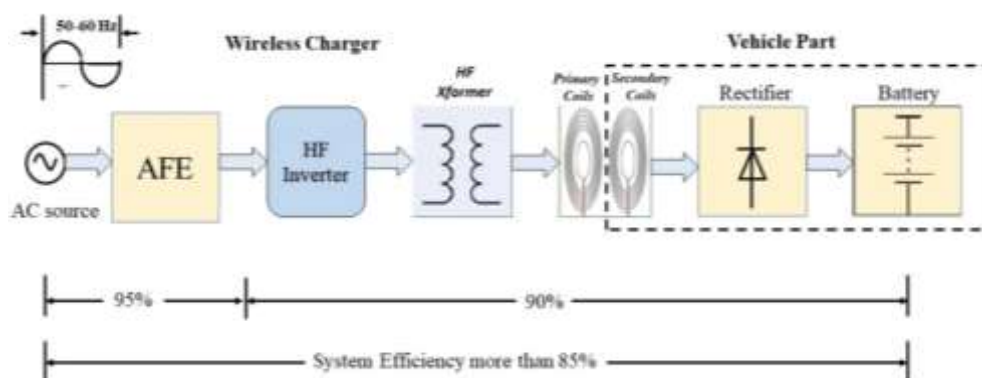 50-60 Hz
Wireless Charger
Vehicle Part
HF
Xformer
Primary
Coils
Secondary
Coils
Rectifier
Battery
AFE
HF
Inverter
AC source
95%
90%
System Efficiency more than 85%